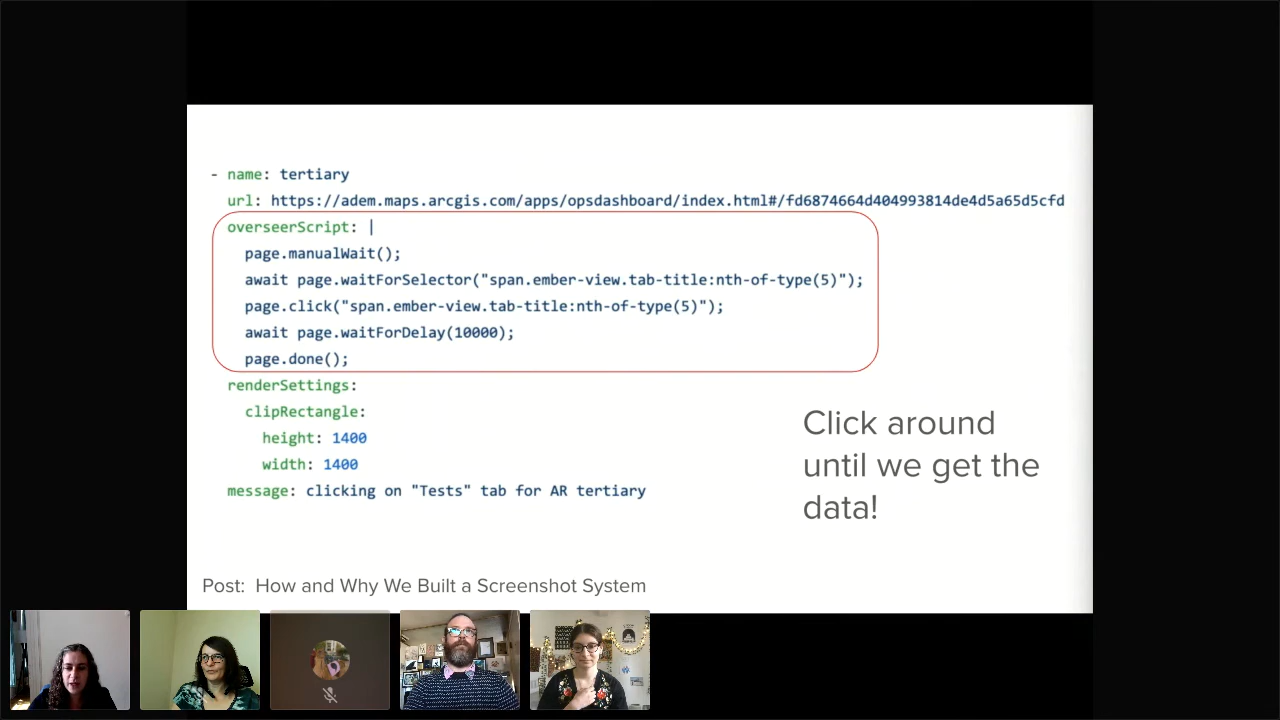 - name: tertiary
url: https://adem.maps.arcgis.com/apps/opsdashboard/index.html#/fd6874664d404993814de4d5a65d5cfd
overseerScript: |
page.manualWait();
await page.waitForSelector("span.ember-view.tab-title:nth-of-type(5)");
page.click("span.ember-view.tab-title:nth-of-type(5)");
await page.waitForDelay(10000);
page.done();
renderSettings:
clipRectangle:
height: 1400
width: 1400
message: clicking on "Tests" tab for AR tertiary
Click around
until we get the
data!
Post: How and Why We Built a Screenshot System